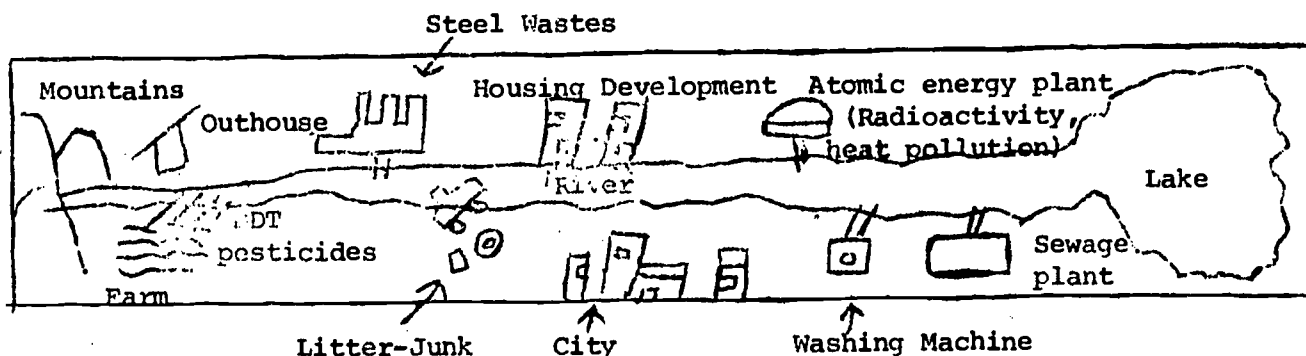 Steel Wastes
Mountains
Housing Development
Atomic energy plant
Outhouse
(Radioactivity,
heat pollution)
River
Lake
DDT
pesticides
Sewage
plant
Farm
Litter-Junk
City
Washing Machine